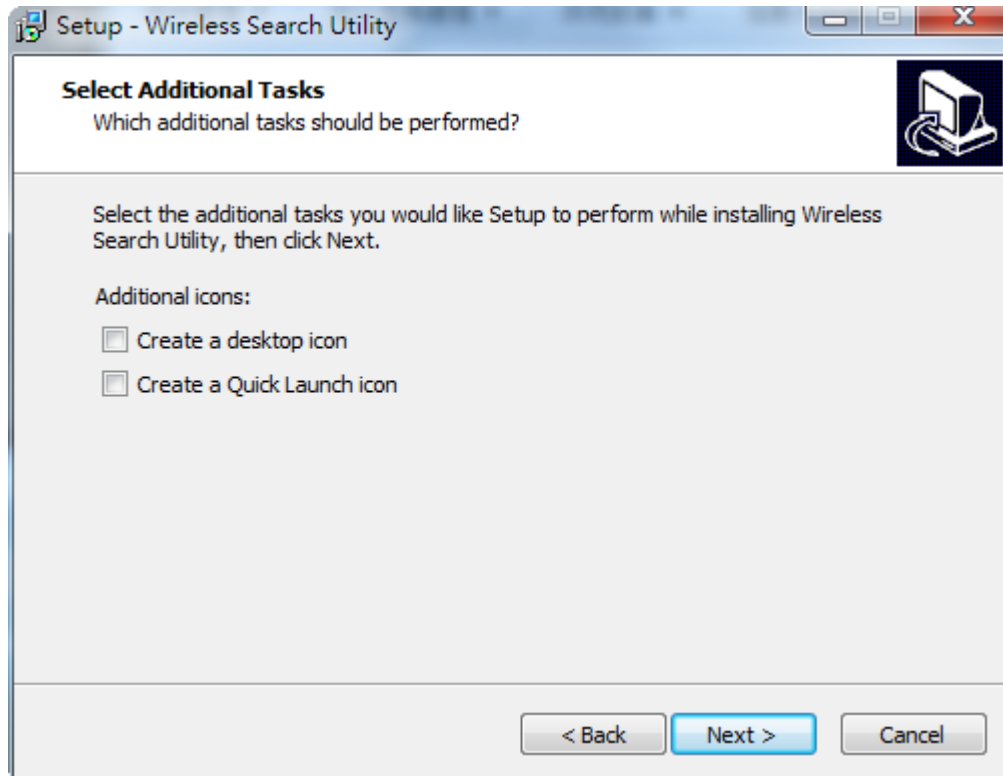 Setup - Wireless Search Utility
Select Additional Tasks
Which additional tasks should be performed?
Select the additional tasks you would like Setup to perform while installing Wireless
Search Utility, then click Next.
Additional icons:
Create a desktop icon
Create a Quick Launch icon
< Back
Next >
Cancel